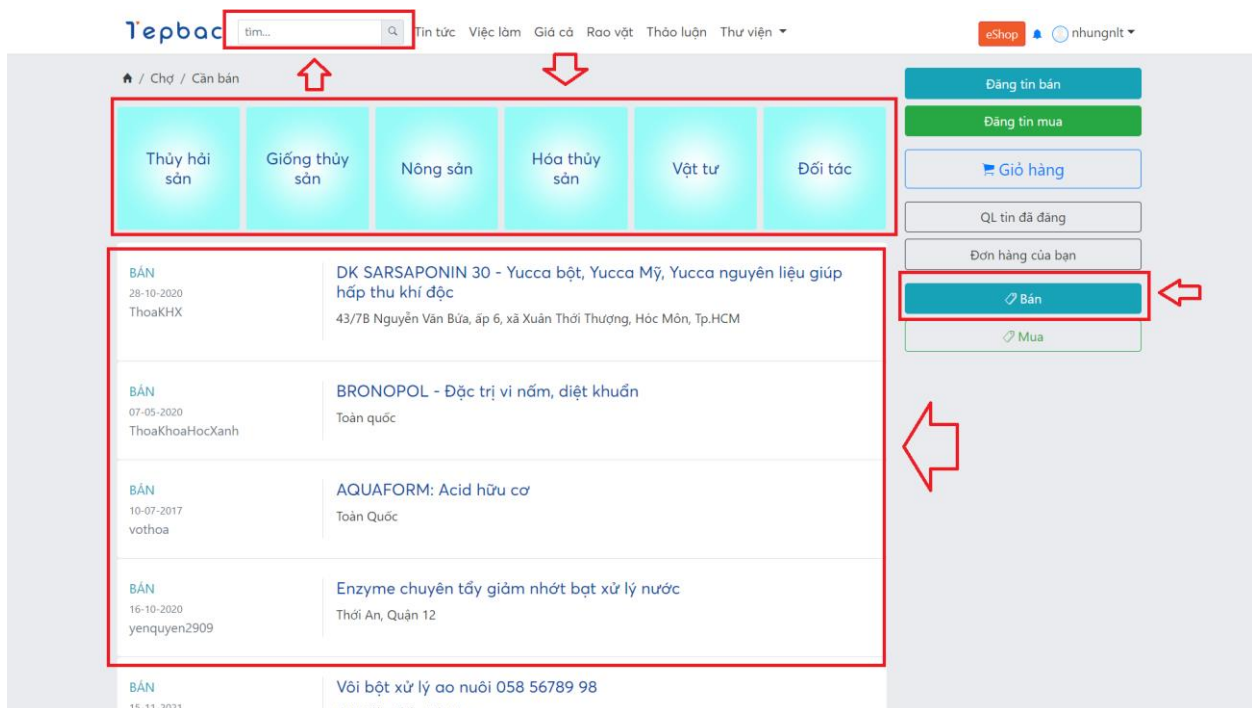 Tepbac
tìm...
Tin tức Việc làm Giá cả Rao vặt Thảo luận Thư viện
eShop nhungnlt
/ Chợ / Cần bán
Thủy hải
sản
Giống thủy
sản
Nông sản
Hóa thủy
sản
Vật tư
Đối tác
Đăng tin bán
Đăng tin mua
Giỏ hàng
QL tin đã đăng
Đơn hàng của bạn
Bán
Mua
BÁN
28-10-2020
ThoaKHX
DK SARSAPONIN 30 - Yucca bột, Yucca Mỹ, Yucca nguyên liệu giúp
hấp thu khí độc
43/7B Nguyễn Văn Bứa, ấp 6, xã Xuân Thới Thượng, Hóc Môn, Tp.HCM
BÁN
07-05-2020
ThoaKhoaHocXanh
BRONOPOL - Đặc trị vi nấm, diệt khuẩn
Toàn quốc
BÁN
10-07-2017
vothoa
AQUAFORM: Acid hữu cơ
Toàn Quốc
BÁN
16-10-2020
yenquyen2909
Enzyme chuyên tẩy giảm nhớt bạt xử lý nước
Thới An, Quận 12
BÁN
15-11-2021
Vôi bột xử lý ao nuôi 058 56789 98